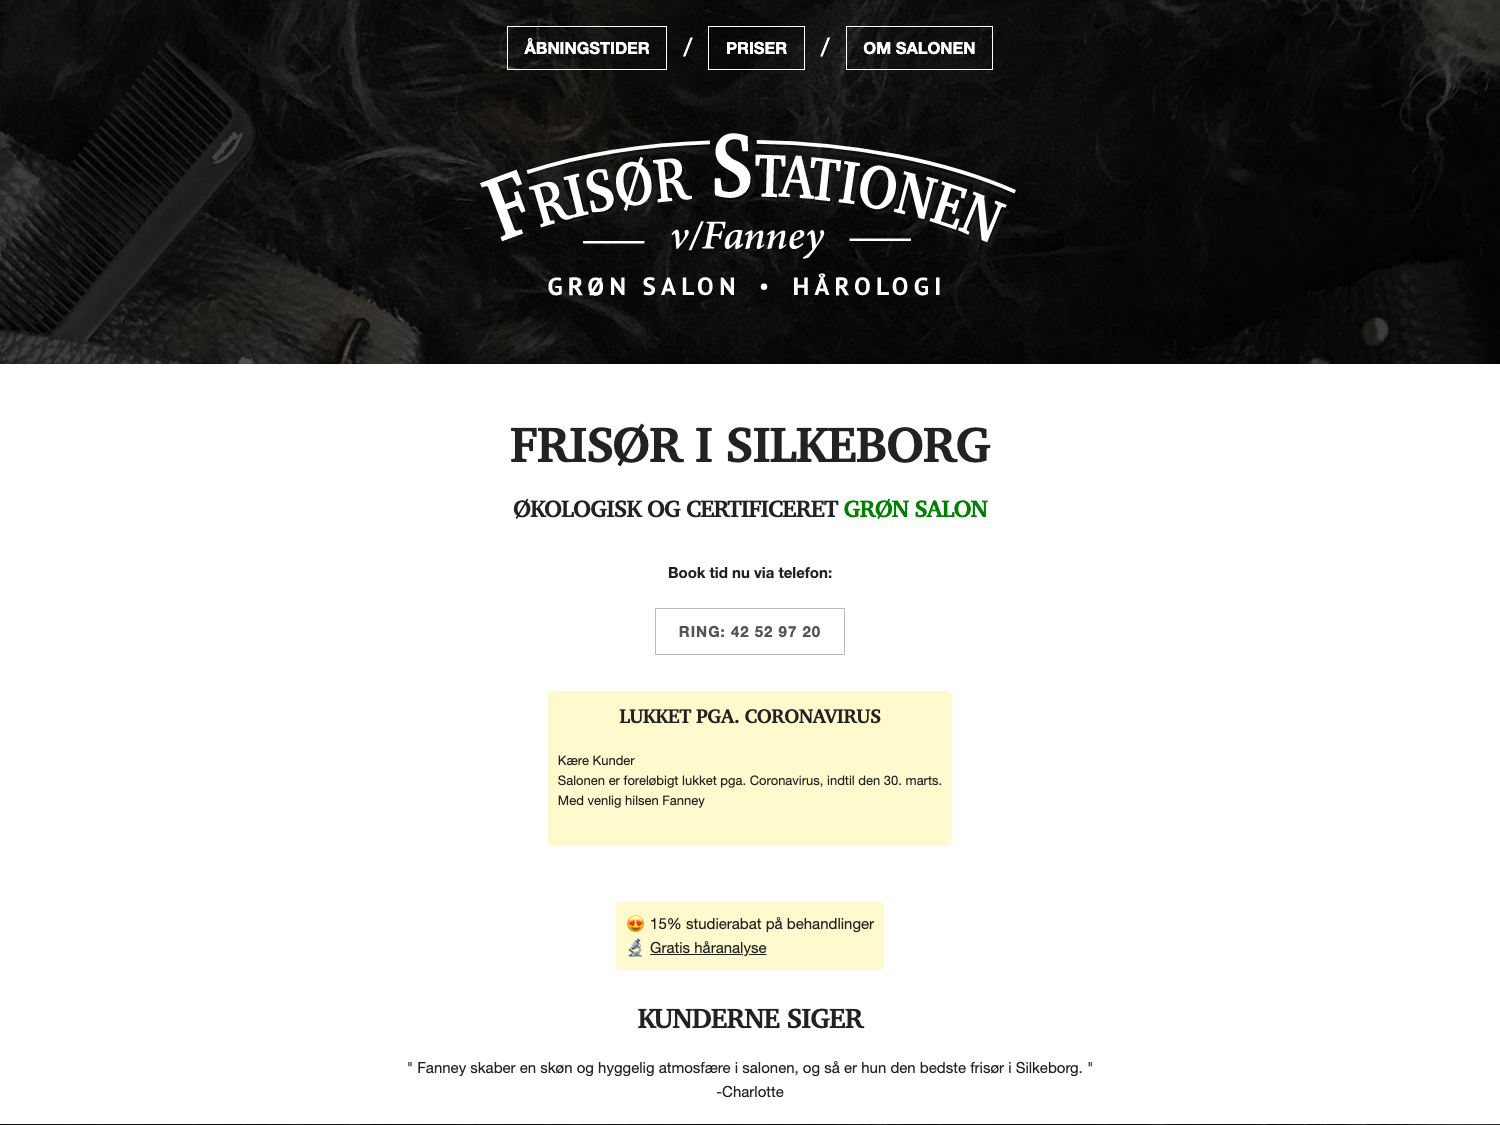 ÅBNINGSTIDER / PRISER / OM SALONEN
FRISØR STATIONEN
v/Fanney
GRØN SALON • HÅROLOGI
FRISØR I SILKEBORG
ØKOLOGISK OG CERTIFICERET GRØN SALON
Book tid nu via telefon:
RING: 42 52 97 20
LUKKET PGA. CORONAVIRUS
Kære Kunder
Salonen er foreløbigt lukket pga. Coronavirus, indtil den 30. marts.
Med venlig hilsen Fanney
😍 15% studierabat på behandlinger
🔬 Gratis håranalyse
KUNDERNE SIGER
" Fanney skaber en skøn og hyggelig atmosfære i salonen, og så er hun den bedste frisør i Silkeborg. "
-Charlotte